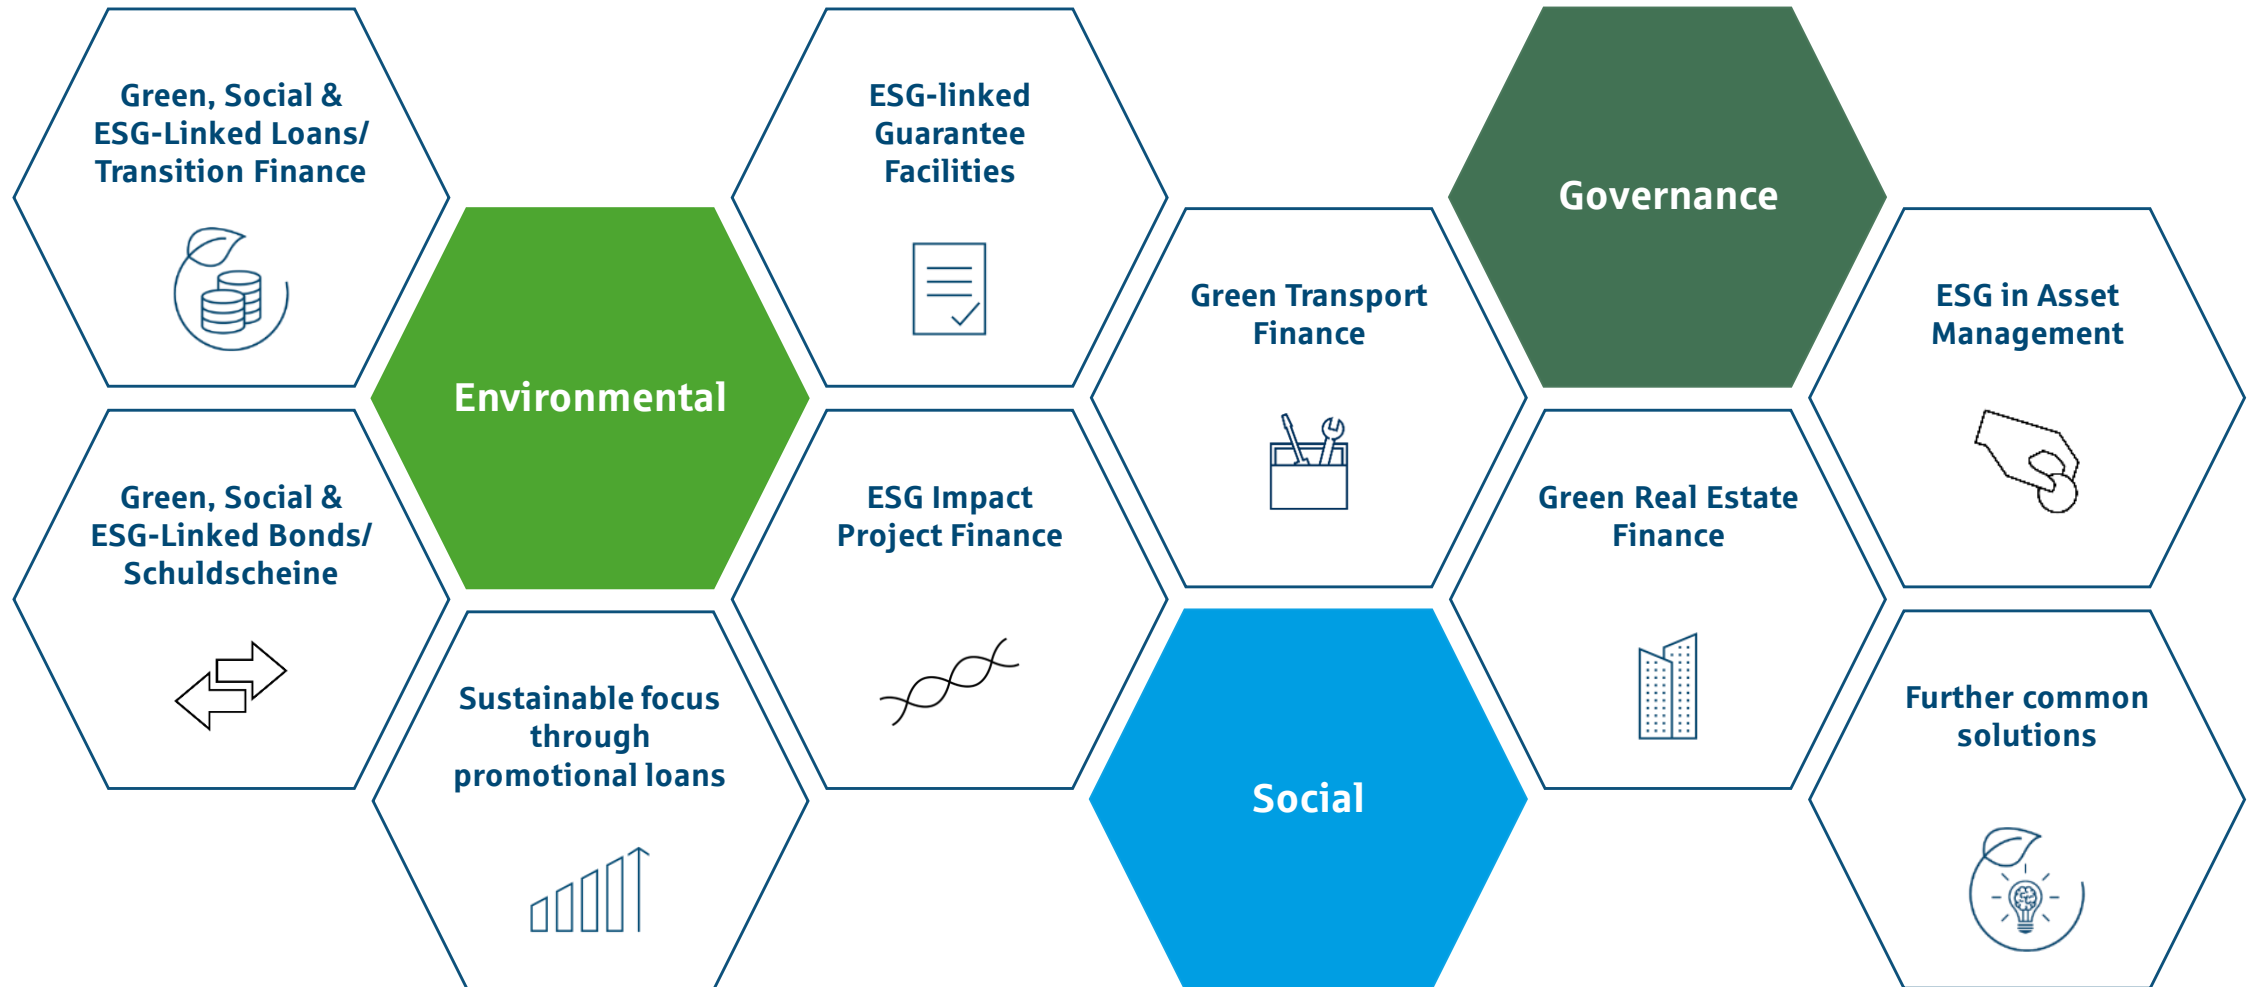 Green, Social &
ESG-Linked Loans/
Transition Finance
Environmental
Green, Social &
ESG-Linked Bonds/
Schuldscheine
Sustainable focus
through
promotional loans
ESG-linked
Guarantee
Facilities
ESG Impact
Project Finance
Green Transport
Finance
Social
Governance
Green Real Estate
Finance
ESG in Asset
Management
Further common
solutions